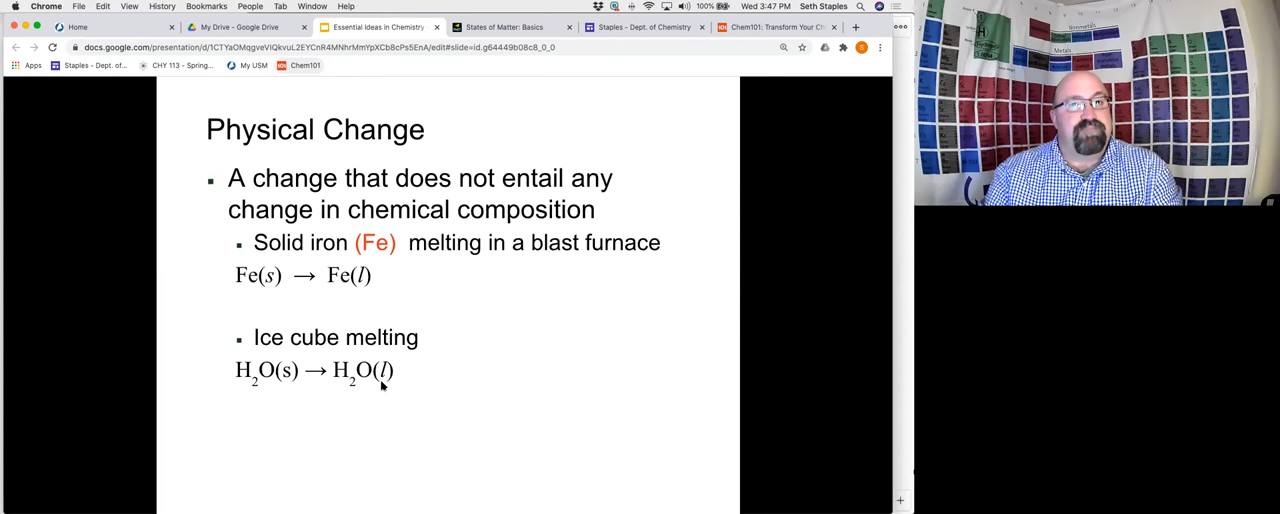 Chrome File Edit View History Bookmarks People Tab Window Help 100% Wed 3:47 PM Seth Staples
Home My Drive - Google Drive Essential Ideas in Chemistry States of Matter: Basics Staples - Dept. of Chemistry Chem101: Transform Your C
docs.google.com/presentation/d/1CTYaOMqgveVIQkvuL2EYCnR4MNhrMmYpXCb8cPs5EnA/edit#slide=id.g64449b08c8_0_0
Apps Staples - Dept. of... CHY 113 - Spring... My USM Chem101
Physical Change
▪ A change that does not entail any
change in chemical composition
▪ Solid iron (Fe) melting in a blast furnace
Fe(s) → Fe(l)
▪ Ice cube melting
H₂O(s) → H₂O(l)
Nonmetals
Metals
H